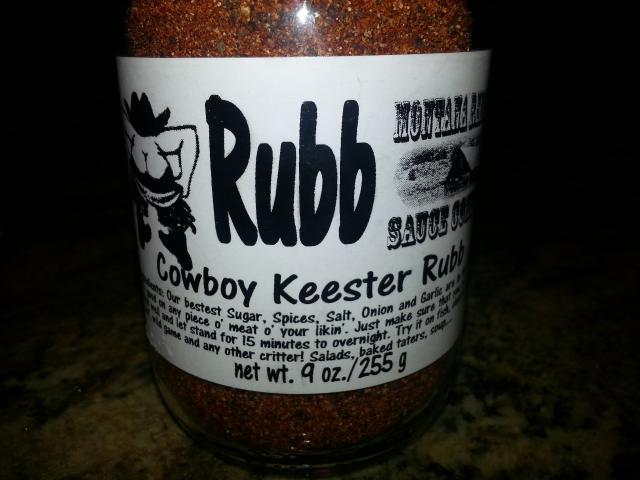 Rubb
MONTANA
SAUCE
Cowboy Keester Rubb
Our bestest Sugar, Spices, Salt, Onion and Garlic are
on any piece o' meat o' your likin'. Just make sure that
and let stand for 15 minutes to overnight. Try it on fish,
game and any other critter! Salads, baked taters, soup...
net wt. 9 oz./255 g